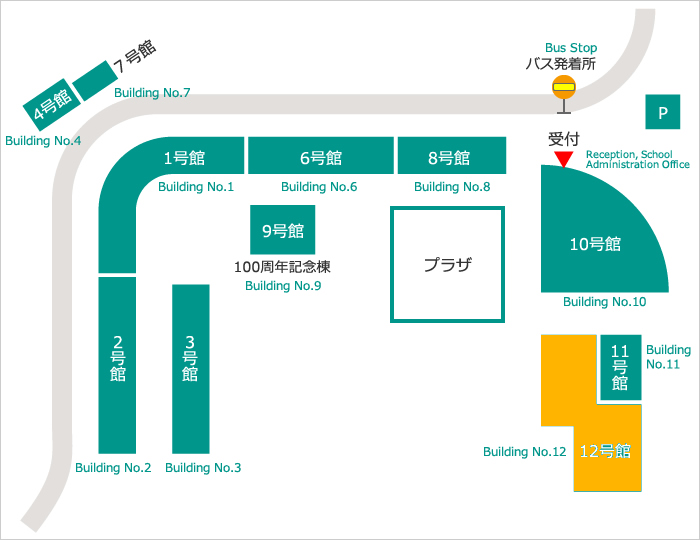 Bus Stop
バス発着所
7号館
Building No.7
4号館
Building No.4
P
受付
Reception, School
Administration Office
1号館
Building No.1
6号館
Building No.6
8号館
Building No.8
9号館
100周年記念棟
Building No.9
プラザ
10号館
Building No.10
2号館
Building No.2
3号館
Building No.3
11号館
Building
No.11
Building No.12
12号館